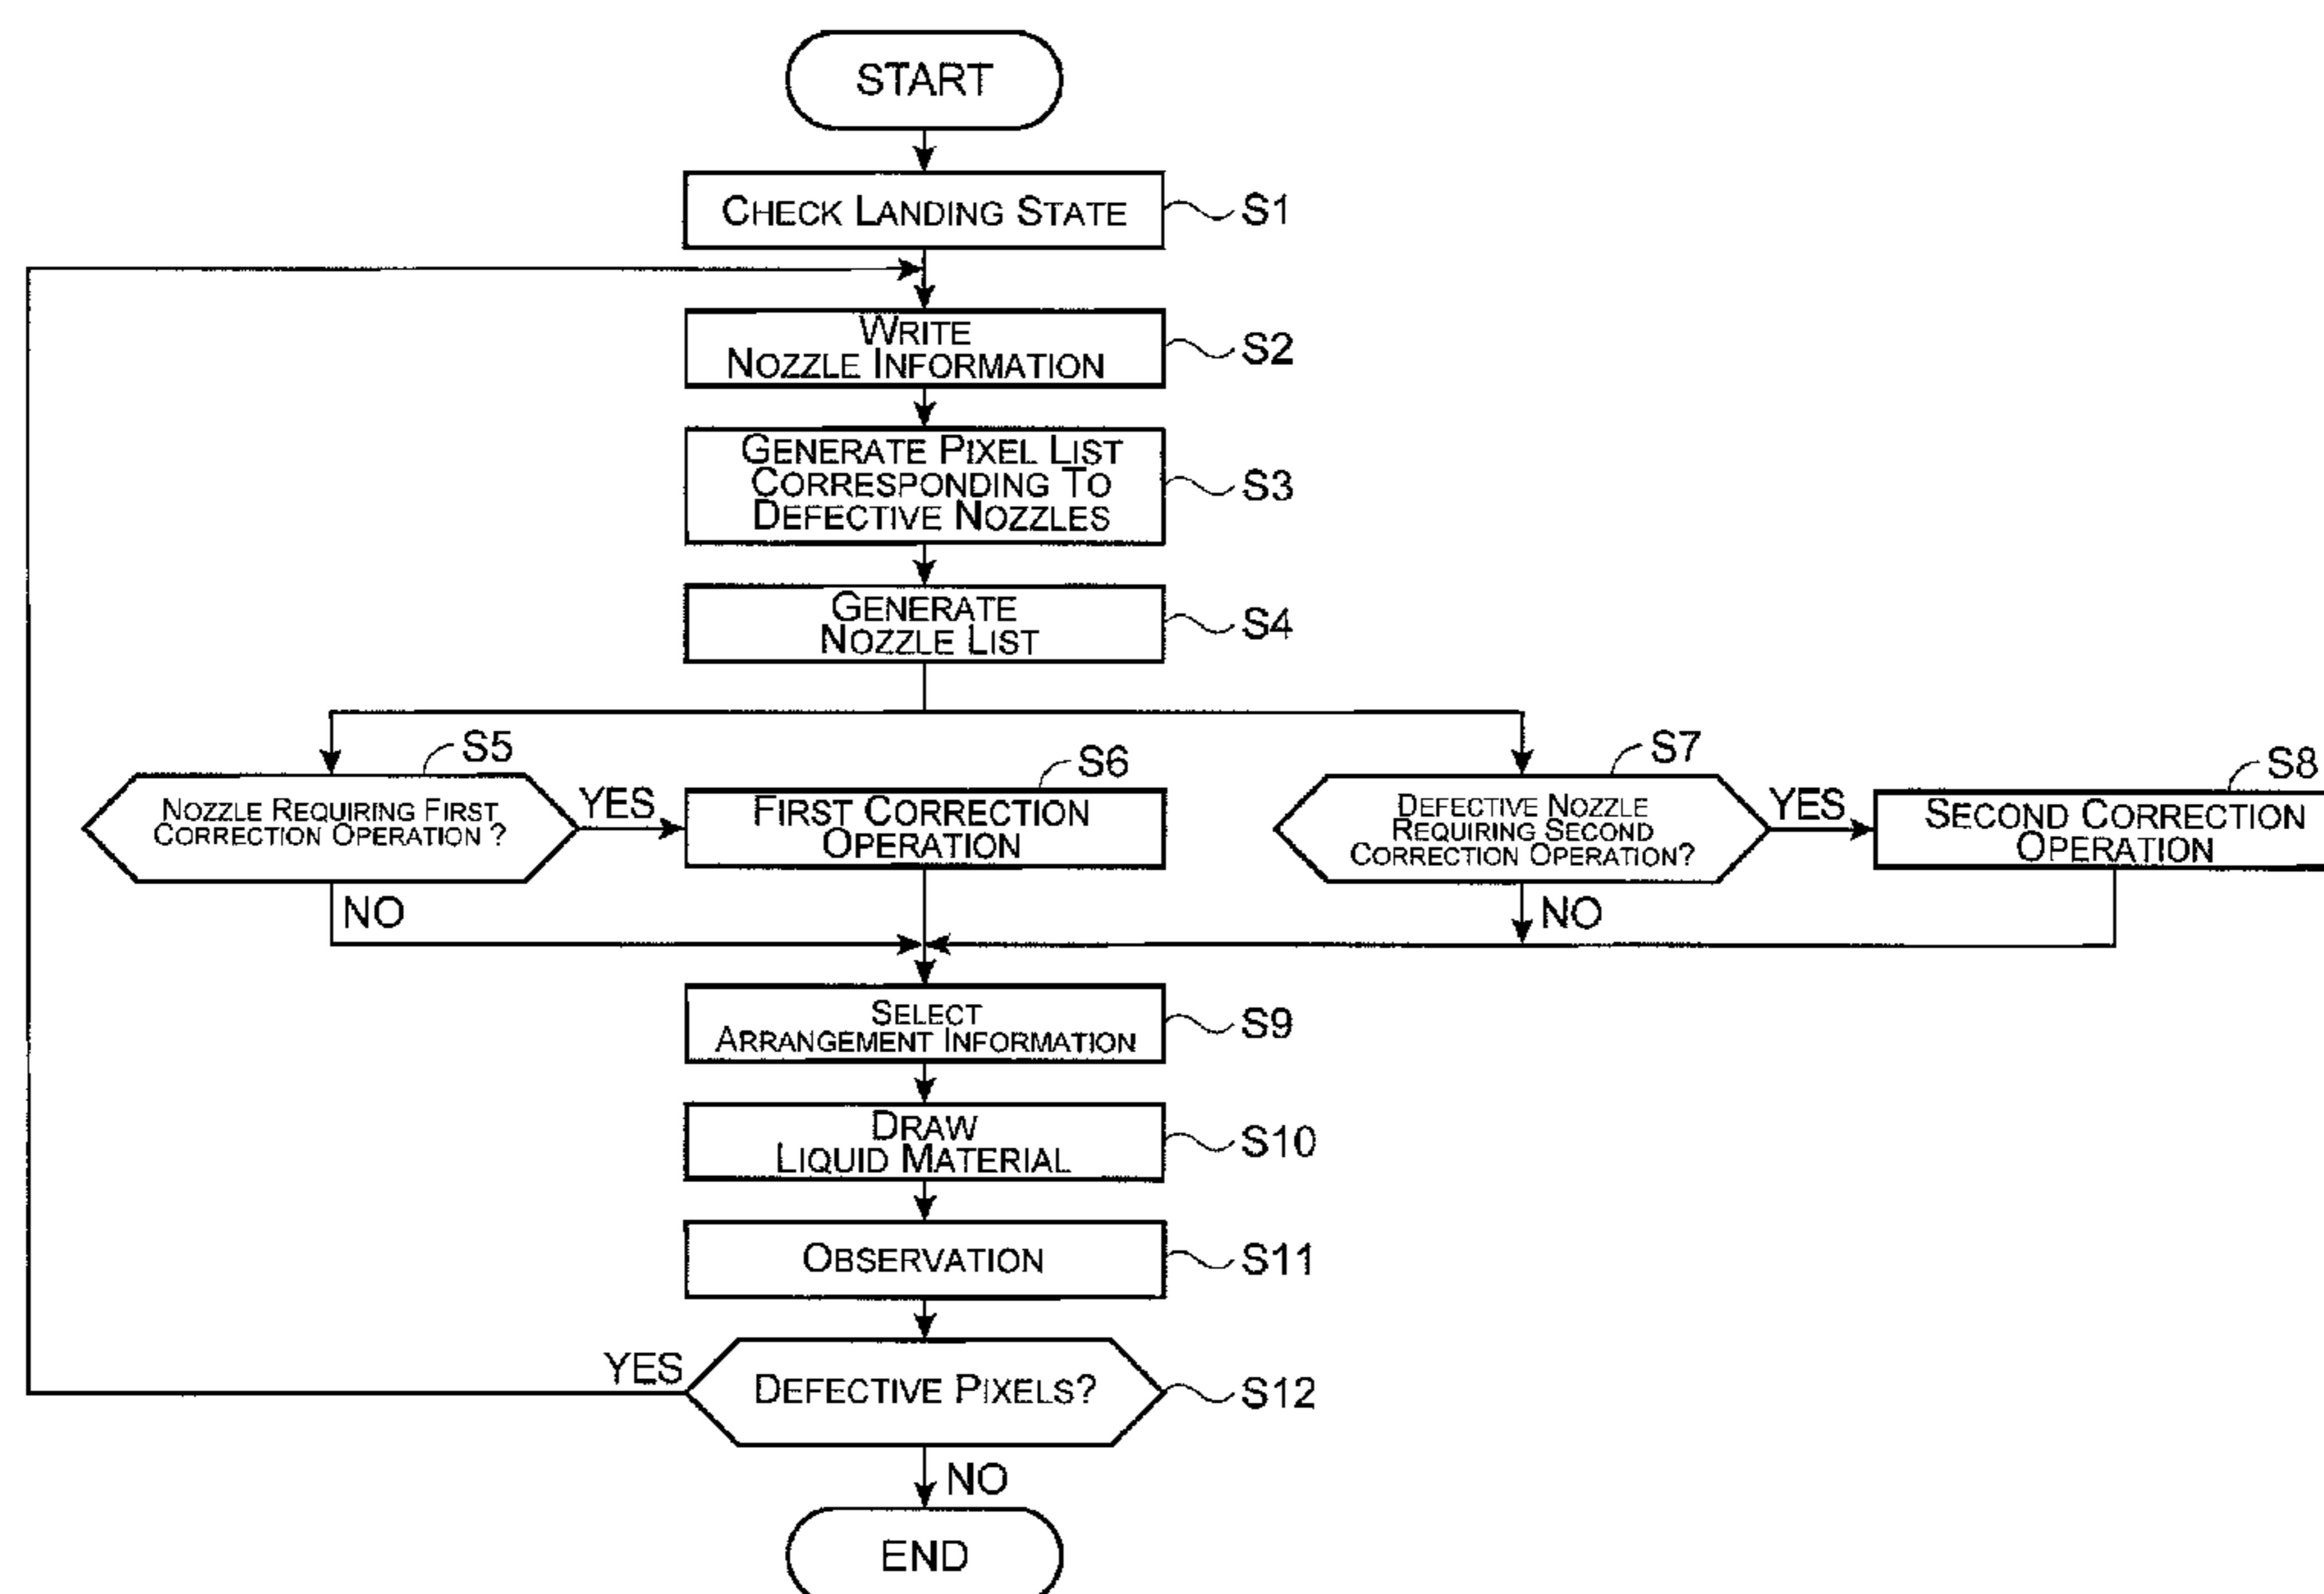 START
CHECK LANDING STATE
S1
WRITE
NOZZLE INFORMATION
S2
GENERATE PIXEL LIST
CORRESPONDING TO
DEFECTIVE NOZZLES
S3
GENERATE
NOZZLE LIST
S4
S5
NOZZLE REQUIRING FIRST
CORRECTION OPERATION ?
YES
NO
S6
FIRST CORRECTION
OPERATION
S7
DEFECTIVE NOZZLE
REQUIRING SECOND
CORRECTION OPERATION?
YES
NO
S8
SECOND CORRECTION
OPERATION
SELECT
ARRANGEMENT INFORMATION
S9
DRAW
LIQUID MATERIAL
S10
OBSERVATION
S11
YES
DEFECTIVE PIXELS?
S12
NO
END